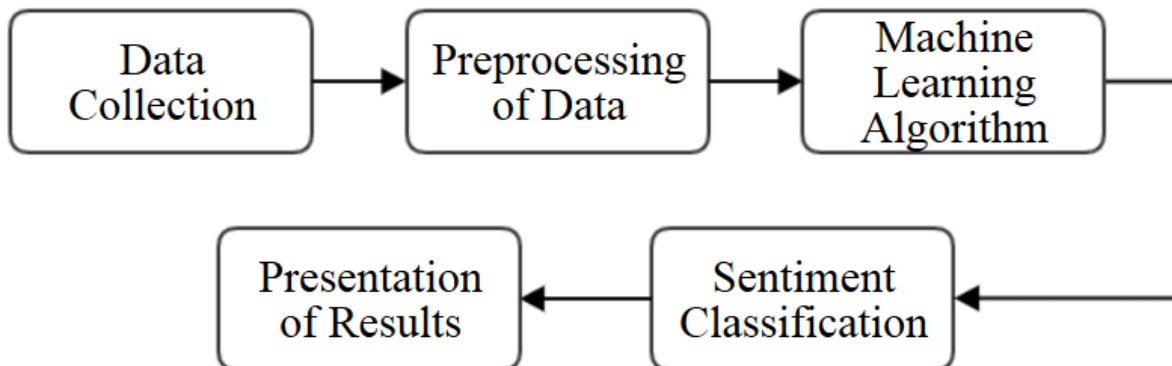 Data
Collection
Preprocessing
of Data
Machine
Learning
Algorithm
Sentiment
Classification
Presentation
of Results